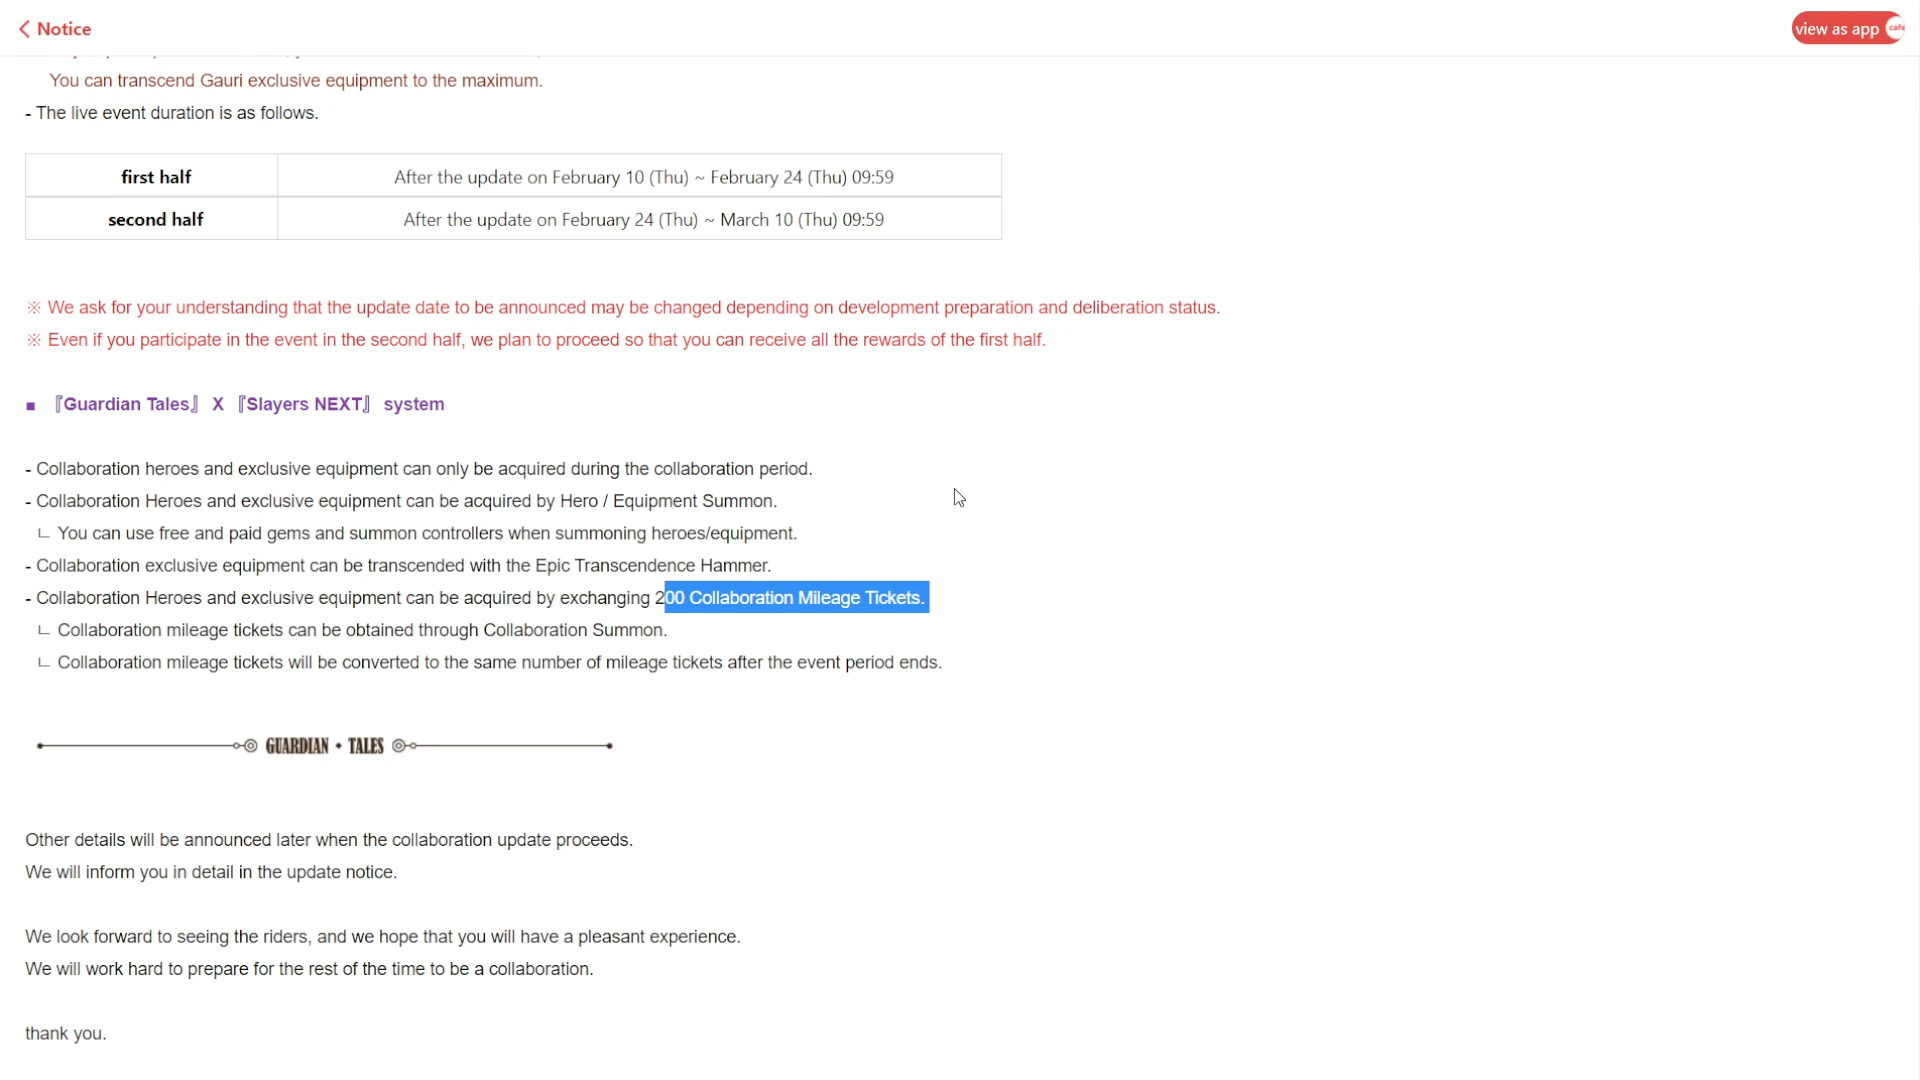 Notice
view as app
cafe
You can transcend Gauri exclusive equipment to the maximum.
- The live event duration is as follows.
first half After the update on February 10 (Thu) ~ February 24 (Thu) 09:59
second half After the update on February 24 (Thu) ~ March 10 (Thu) 09:59
※ We ask for your understanding that the update date to be announced may be changed depending on development preparation and deliberation status.
※ Even if you participate in the event in the second half, we plan to proceed so that you can receive all the rewards of the first half.
■ 『Guardian Tales』 X 『Slayers NEXT』 system
- Collaboration heroes and exclusive equipment can only be acquired during the collaboration period.
- Collaboration Heroes and exclusive equipment can be acquired by Hero / Equipment Summon.
ㄴ You can use free and paid gems and summon controllers when summoning heroes/equipment.
- Collaboration exclusive equipment can be transcended with the Epic Transcendence Hammer.
- Collaboration Heroes and exclusive equipment can be acquired by exchanging 200 Collaboration Mileage Tickets.
ㄴ Collaboration mileage tickets can be obtained through Collaboration Summon.
ㄴ Collaboration mileage tickets will be converted to the same number of mileage tickets after the event period ends.
GUARDIAN • TALES
Other details will be announced later when the collaboration update proceeds.
We will inform you in detail in the update notice.
We look forward to seeing the riders, and we hope that you will have a pleasant experience.
We will work hard to prepare for the rest of the time to be a collaboration.
thank you.